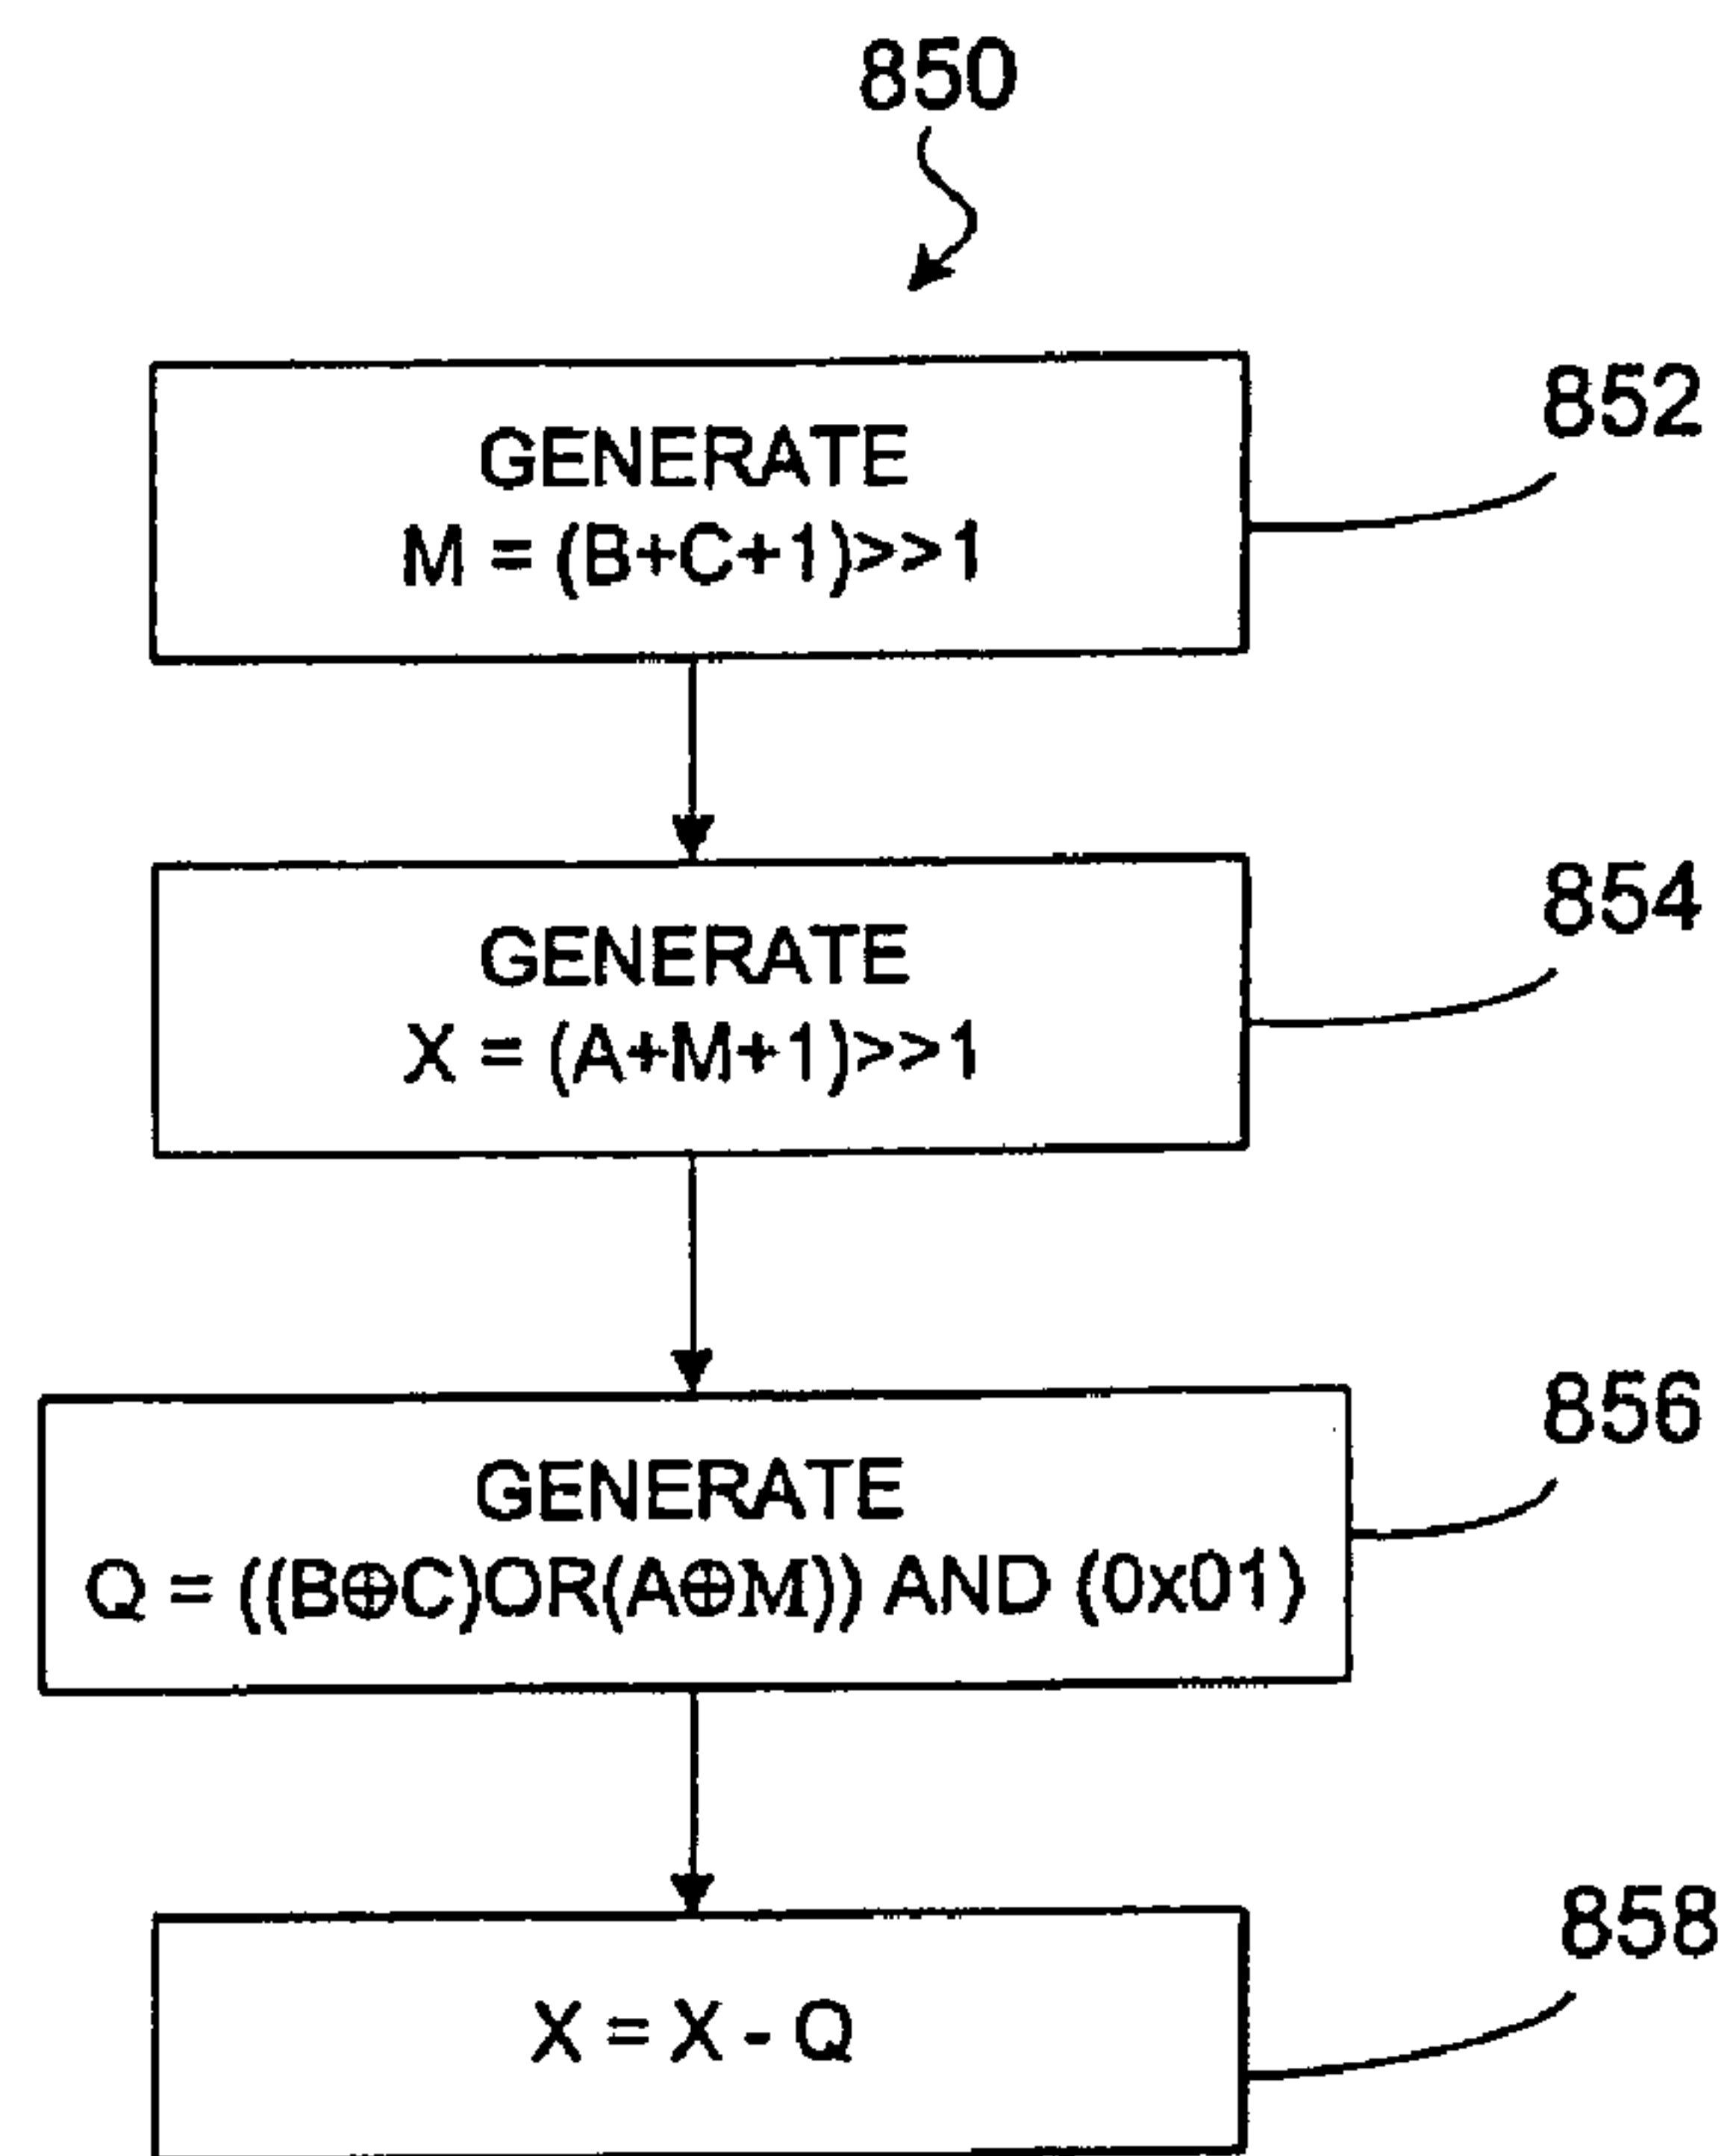 850
852
GENERATE
M = (B+C+1)>>1
854
GENERATE
X = (A+M+1)>>1
856
GENERATE
Q = ((B⊕C)OR(A⊕M)) AND (0x01)
858
X = X - Q